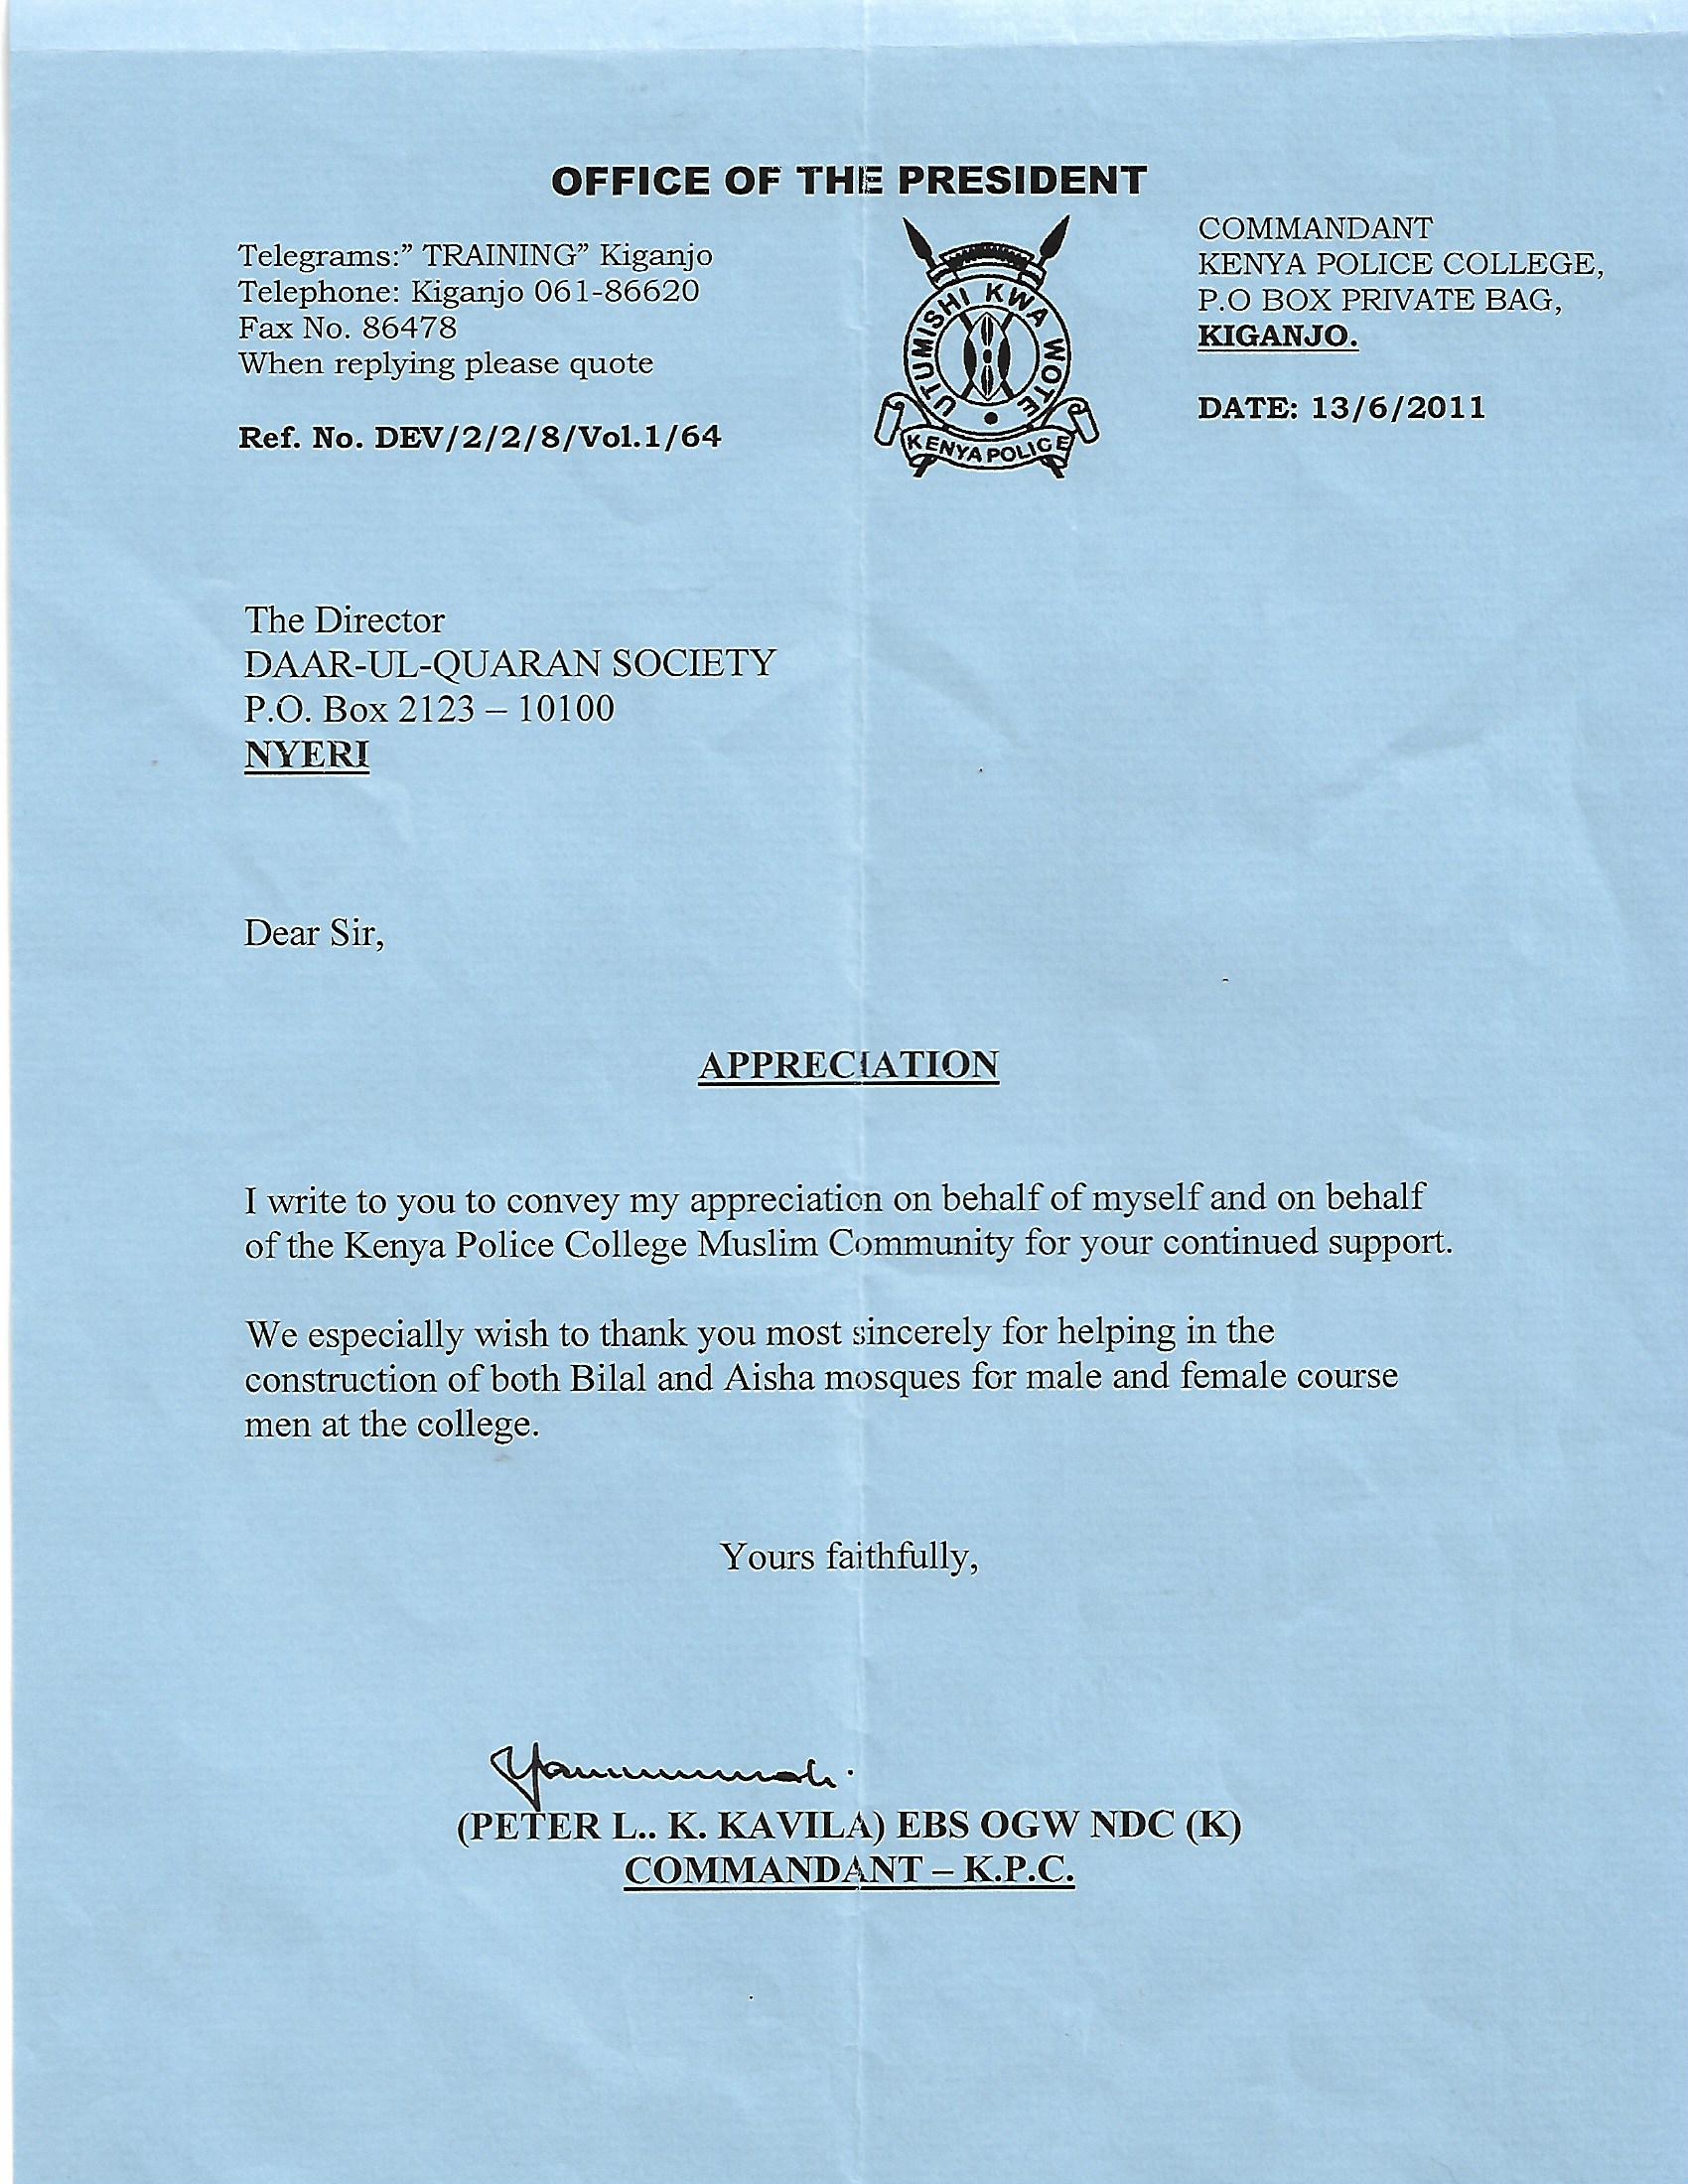 OFFICE OF THE PRESIDENT
Telegrams:” TRAINING” Kiganjo
Telephone: Kiganjo 061-86620
Fax No. 86478
When replying please quote
Ref. No. DEV/2/2/8/Vol.1/64
UTUMISHI KWA WOTE
KENYA POLICE
COMMANDANT
KENYA POLICE COLLEGE,
P.O BOX PRIVATE BAG,
KIGANJO.
DATE: 13/6/2011
The Director
DAAR-UL-QUARAN SOCIETY
P.O. Box 2123 – 10100
NYERI
Dear Sir,
APPRECIATION
I write to you to convey my appreciation on behalf of myself and on behalf
of the Kenya Police College Muslim Community for your continued support.
We especially wish to thank you most sincerely for helping in the
construction of both Bilal and Aisha mosques for male and female course
men at the college.
Yours faithfully,
(PETER L.. K. KAVILA) EBS OGW NDC (K)
COMMANDANT – K.P.C.